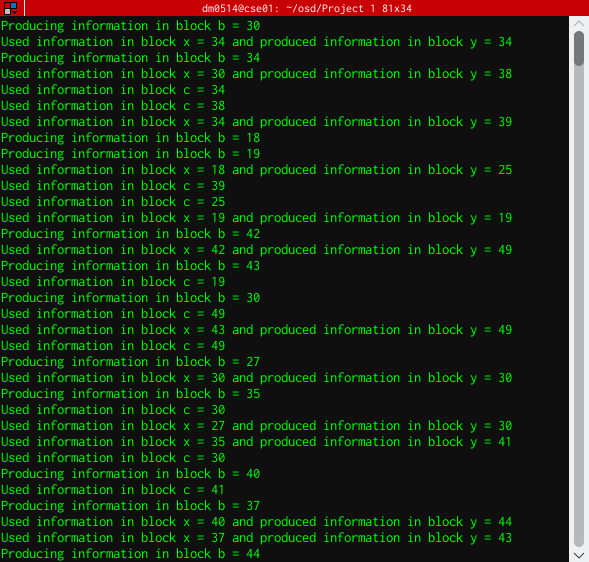 dm0514@cse01: ~/osd/Project 1 81x34
Producing information in block b = 30
Used information in block x = 34 and produced information in block y = 34
Producing information in block b = 34
Used information in block x = 30 and produced information in block y = 38
Used information in block c = 34
Used information in block c = 38
Used information in block x = 34 and produced information in block y = 39
Producing information in block b = 18
Producing information in block b = 19
Used information in block x = 18 and produced information in block y = 25
Used information in block c = 39
Used information in block c = 25
Used information in block x = 19 and produced information in block y = 19
Producing information in block b = 42
Used information in block x = 42 and produced information in block y = 49
Producing information in block b = 43
Used information in block c = 19
Producing information in block b = 30
Used information in block c = 49
Used information in block x = 43 and produced information in block y = 49
Used information in block c = 49
Producing information in block b = 27
Used information in block x = 30 and produced information in block y = 30
Producing information in block b = 35
Used information in block c = 30
Used information in block x = 27 and produced information in block y = 30
Used information in block x = 35 and produced information in block y = 41
Used information in block c = 30
Producing information in block b = 40
Used information in block c = 41
Producing information in block b = 37
Used information in block x = 40 and produced information in block y = 44
Used information in block x = 37 and produced information in block y = 43
Producing information in block b = 44